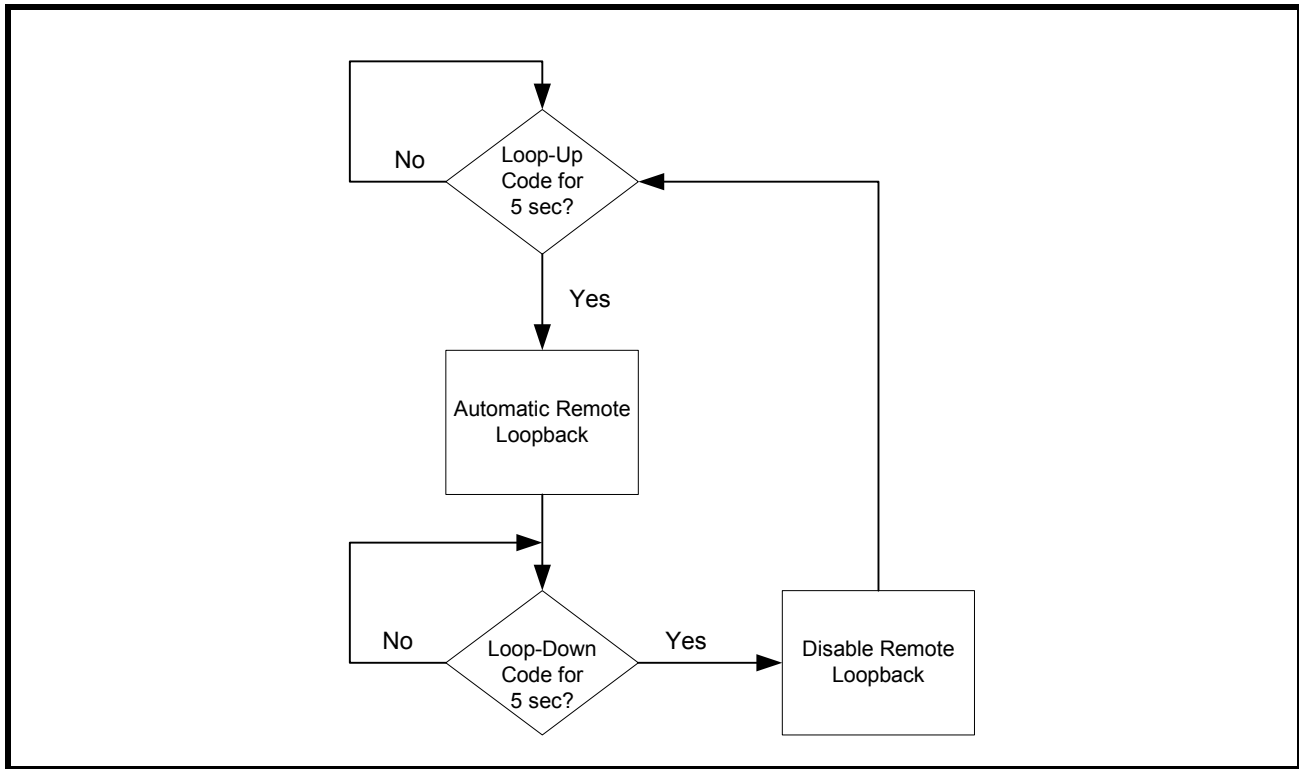 No
Loop-Up
Code for
5 sec?
Yes
Automatic Remote
Loopback
No
Loop-Down
Code for
5 sec?
Yes
Disable Remote
Loopback